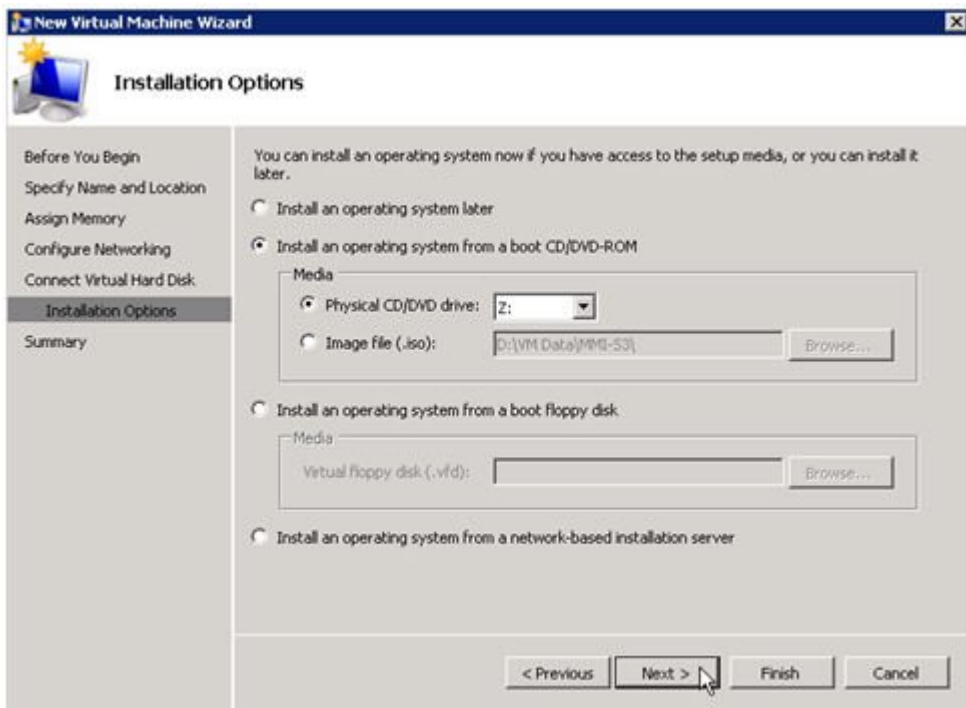 New Virtual Machine Wizard
Installation Options
Before You Begin
Specify Name and Location
Assign Memory
Configure Networking
Connect Virtual Hard Disk
Installation Options
Summary
You can install an operating system now if you have access to the setup media, or you can install it
later.
Install an operating system later
Install an operating system from a boot CD/DVD-ROM
Media
Physical CD/DVD drive: Z:
Image file (.iso): D:\VM Data\MMI-S3\ Browse...
Install an operating system from a boot floppy disk
Media
Virtual floppy disk (.vfd): Browse...
Install an operating system from a network-based installation server
< Previous Next > Finish Cancel